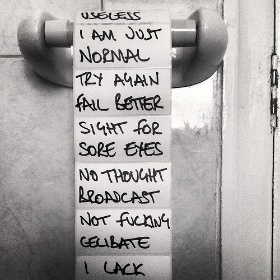 USELESS
I AM JUST
NORMAL
TRY AGAIN
FAIL BETTER
SIGHT FOR
SORE EYES
NO THOUGHT
BROADCAST
NOT FUCKING
CELIBATE
I LACK